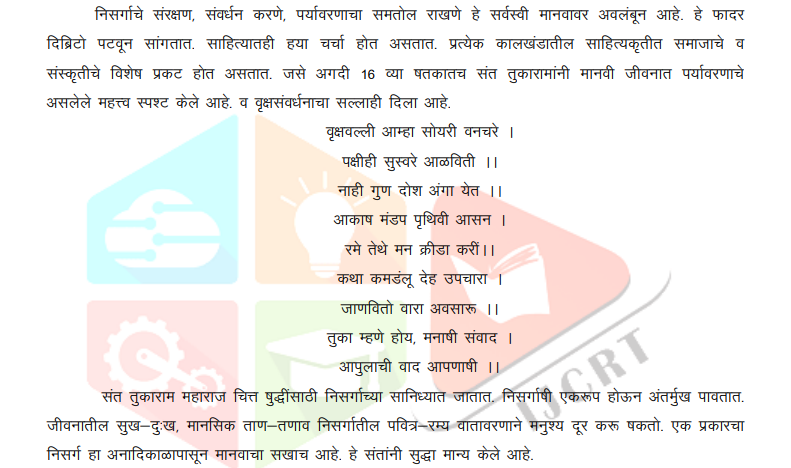 निसर्गाचे संरक्षण, संवर्धन करणे, पर्यावरणाचा समतोल राखणे हे सर्वस्वी मानवावर अवलंबून आहे. हे फादर
दिब्रिटो पटवून सांगतात. साहित्यातही हया चर्चा होत असतात. प्रत्येक कालखंडातील साहित्यकृतीत समाजाचे व
संस्कृतीचे विशेष प्रकट होत असतात. जसे अगदी 16 व्या षतकातच संत तुकारामांनी मानवी जीवनात पर्यावरणाचे
असलेले महत्त्व स्पश्ट केले आहे. व वृक्षसंवर्धनाचा सल्लाही दिला आहे.
वृक्षवल्ली आम्हा सोयरी वनचरे ।
पक्षीही सुस्वरे आळविती ।।
नाही गुण दोश अंगा येत ।।
आकाष मंडप पृथिवी आसन ।
रमे तेथे मन क्रीडा करीं।।
कथा कमडंलू देह उपचारा ।
जाणवितो वारा अवसारू ।।
तुका म्हणे होय, मनाषी संवाद ।
आपुलाची वाद आपणाषी ।।
संत तुकाराम महाराज चित्त षुद्धींसाठी निसर्गाच्या सानिध्यात जातात. निसर्गाषी एकरूप होऊन अंतर्मुख पावतात.
जीवनातील सुख–दुःख, मानसिक ताण–तणाव निसर्गातील पवित्र–रम्य वातावरणाने मनुश्य दूर करू षकतो. एक प्रकारचा
निसर्ग हा अनादिकाळापासून मानवाचा सखाच आहे. हे संतांनी सुद्धा मान्य केले आहे.
IJCRT